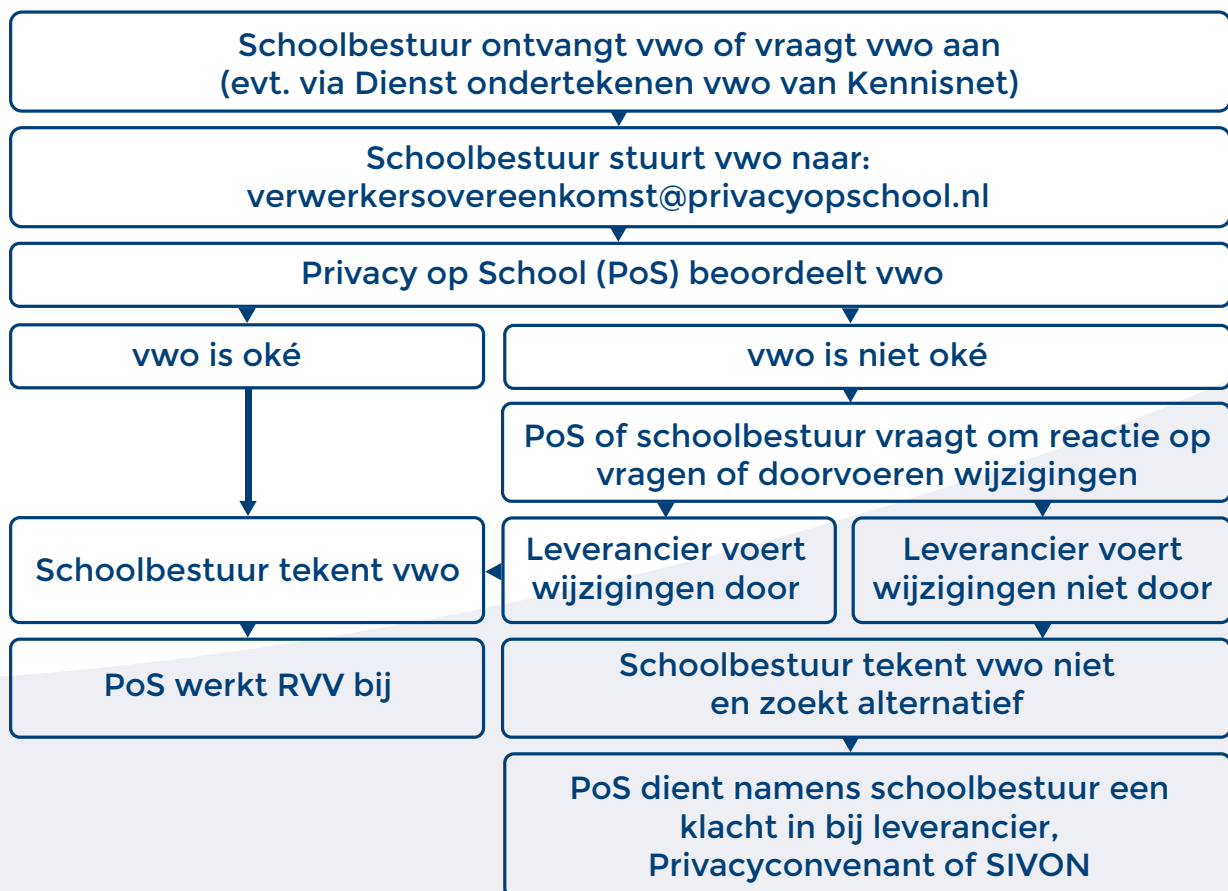 Schoolbestuur ontvangt vwo of vraagt vwo aan
(evt. via Dienst ondertekenen vwo van Kennisnet)
Schoolbestuur stuurt vwo naar:
verwerkersovereenkomst@privacyopschool.nl
Privacy op School (PoS) beoordeelt vwo
vwo is oké
vwo is niet oké
PoS of schoolbestuur vraagt om reactie op
vragen of doorvoeren wijzigingen
Schoolbestuur tekent vwo
Leverancier voert
wijzigingen door
Leverancier voert
wijzigingen niet door
PoS werkt RVV bij
Schoolbestuur tekent vwo niet
en zoekt alternatief
PoS dient namens schoolbestuur een
klacht in bij leverancier,
Privacyconvenant of SIVON